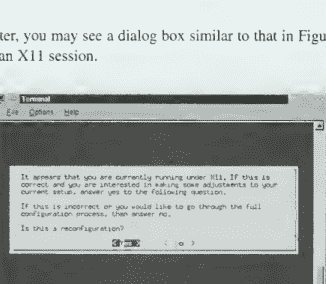 ter, you may see a dialog box similar to that in Figu
an X11 session.
Terminal
File Options Help
It appears that you are currently running under X11. If this is
correct and you are interested in making some adjustments to your
current setup, answer yes to the following question.
If this is incorrect or you would like to go through the full
configuration process, then answer no.
Is this a reconfiguration?